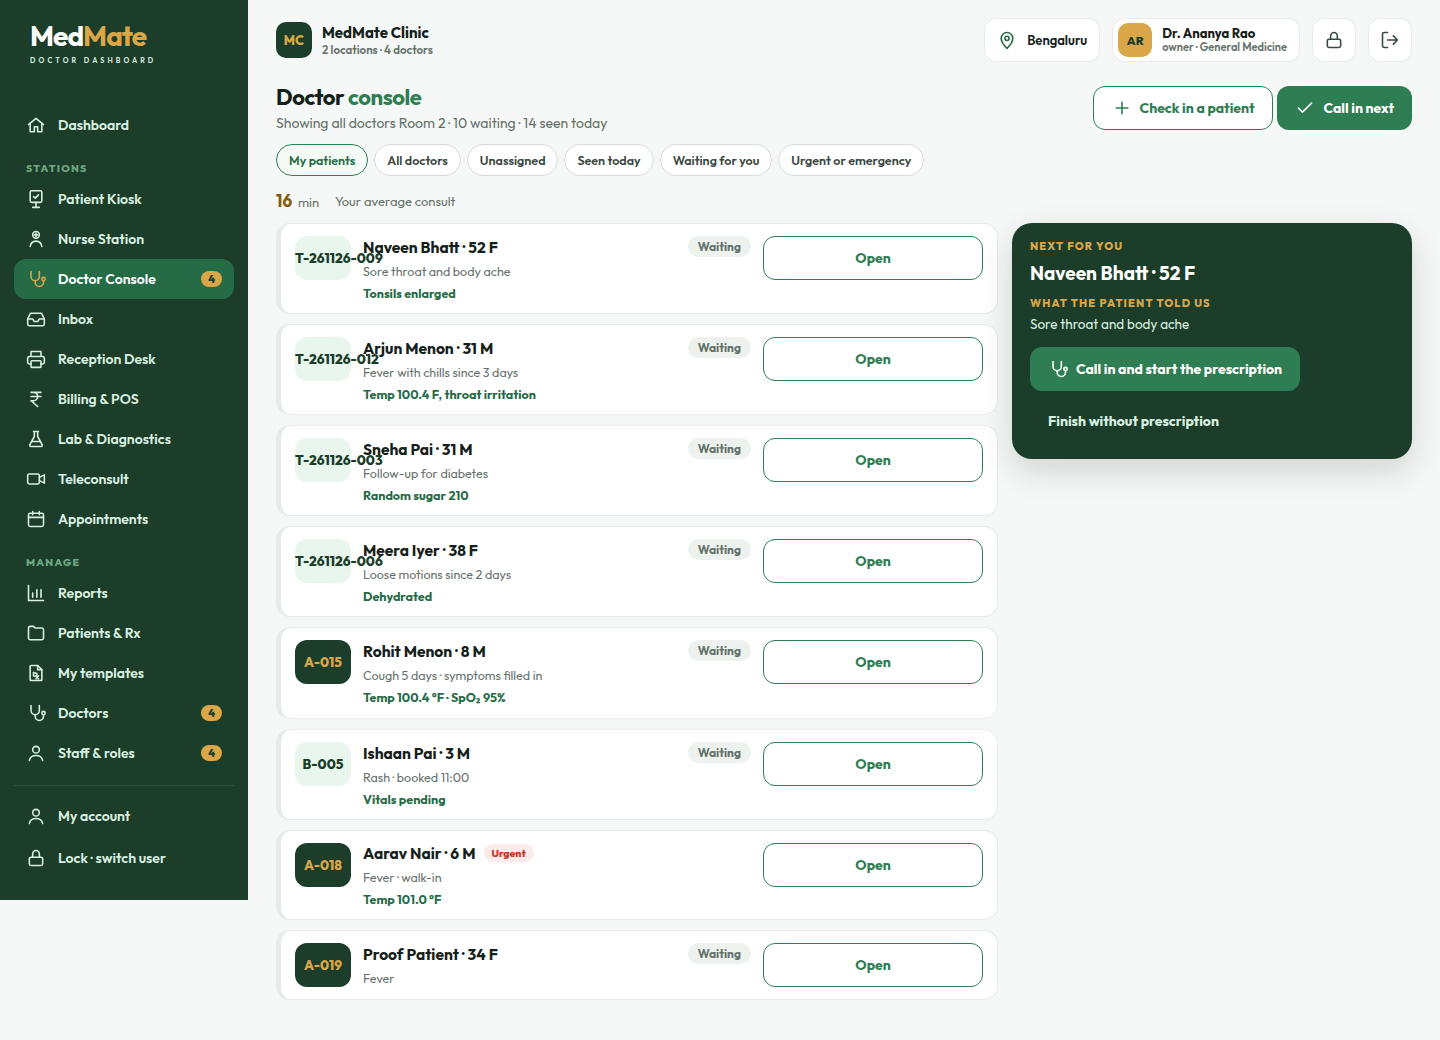 MedMate
DOCTOR DASHBOARD
Dashboard
STATIONS
Patient Kiosk
Nurse Station
Doctor Console 4
Inbox
Reception Desk
Billing & POS
Lab & Diagnostics
Teleconsult
Appointments
MANAGE
Reports
Patients & Rx
My templates
Doctors 4
Staff & roles 4
My account
Lock · switch user
MC
MedMate Clinic
2 locations · 4 doctors
Bengaluru
AR
Dr. Ananya Rao
owner · General Medicine
Doctor console
Showing all doctors Room 2 · 10 waiting · 14 seen today
Check in a patient
Call in next
My patients
All doctors
Unassigned
Seen today
Waiting for you
Urgent or emergency
16 min Your average consult
T-261126-009
Naveen Bhatt · 52 F
Sore throat and body ache
Tonsils enlarged
Waiting
Open
T-261126-012
Arjun Menon · 31 M
Fever with chills since 3 days
Temp 100.4 F, throat irritation
Waiting
Open
T-261126-003
Sneha Pai · 31 M
Follow-up for diabetes
Random sugar 210
Waiting
Open
T-261126-006
Meera Iyer · 38 F
Loose motions since 2 days
Dehydrated
Waiting
Open
A-015
Rohit Menon · 8 M
Cough 5 days · symptoms filled in
Temp 100.4 °F · SpO₂ 95%
Waiting
Open
B-005
Ishaan Pai · 3 M
Rash · booked 11:00
Vitals pending
Waiting
Open
A-018
Aarav Nair · 6 M Urgent
Fever · walk-in
Temp 101.0 °F
Open
A-019
Proof Patient · 34 F
Fever
Waiting
Open
NEXT FOR YOU
Naveen Bhatt · 52 F
WHAT THE PATIENT TOLD US
Sore throat and body ache
Call in and start the prescription
Finish without prescription